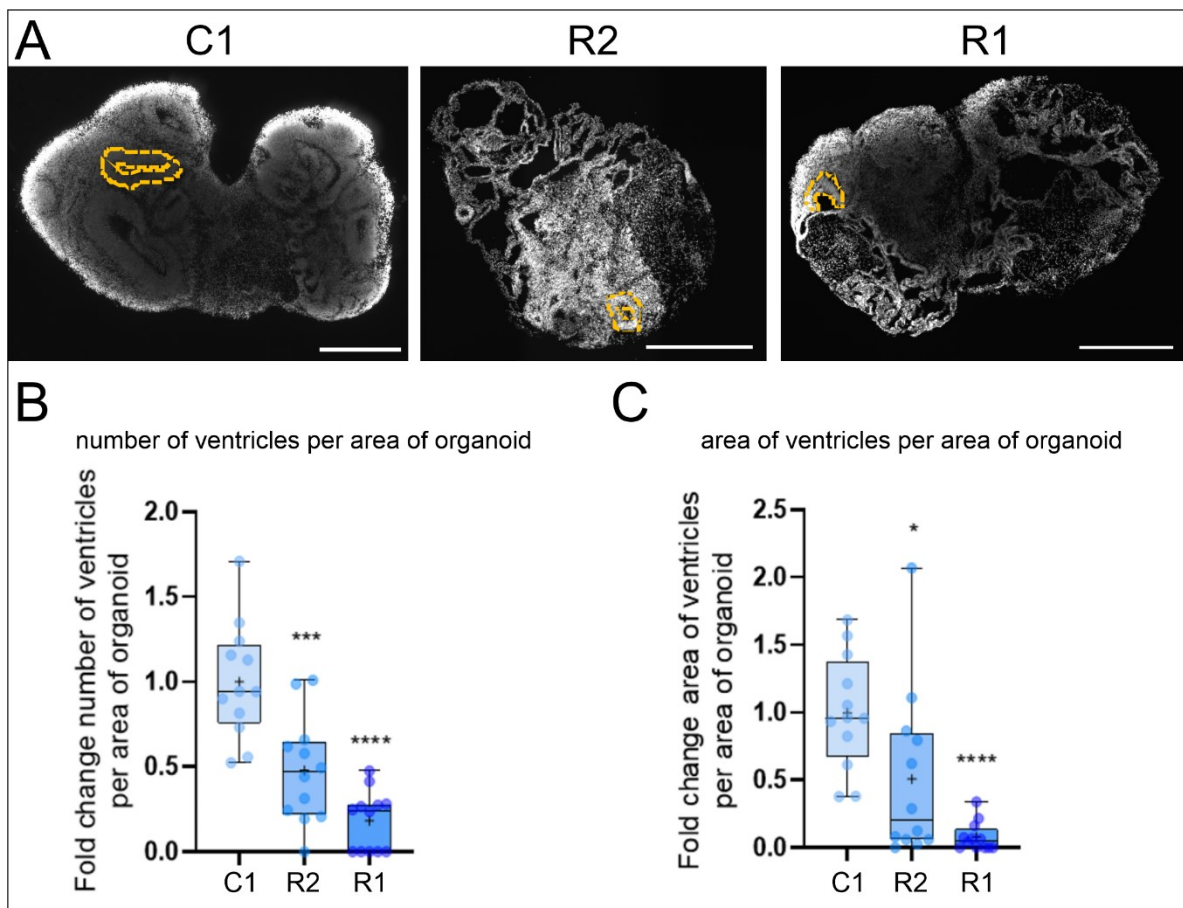 A
C1
R2
R1
B
number of ventricles per area of organoid
Fold change number of ventricles
per area of organoid
2.0
1.5
1.0
0.5
0.0
***
****
C1
R2
R1
C
area of ventricles per area of organoid
Fold change area of ventricles
per area of organoid
2.5
2.0
1.5
1.0
0.5
0.0
*
****
C1
R2
R1